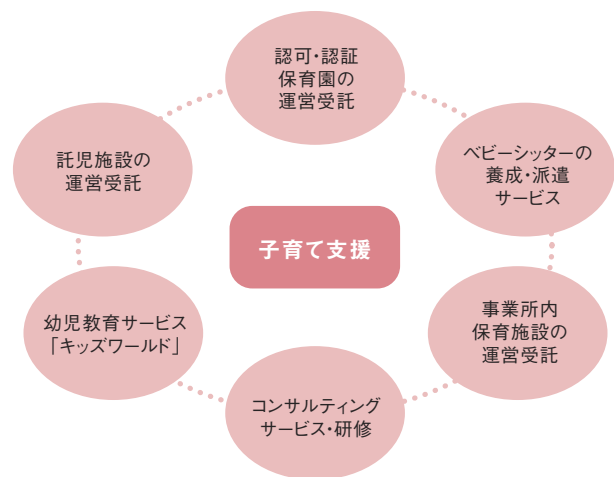 認可・認証
保育園の
運営受託
ベビーシッターの
養成・派遣
サービス
託児施設の
運営受託
子育て支援
事業所内
保育施設の
運営受託
幼児教育サービス
「キッズワールド」
コンサルティング
サービス・研修